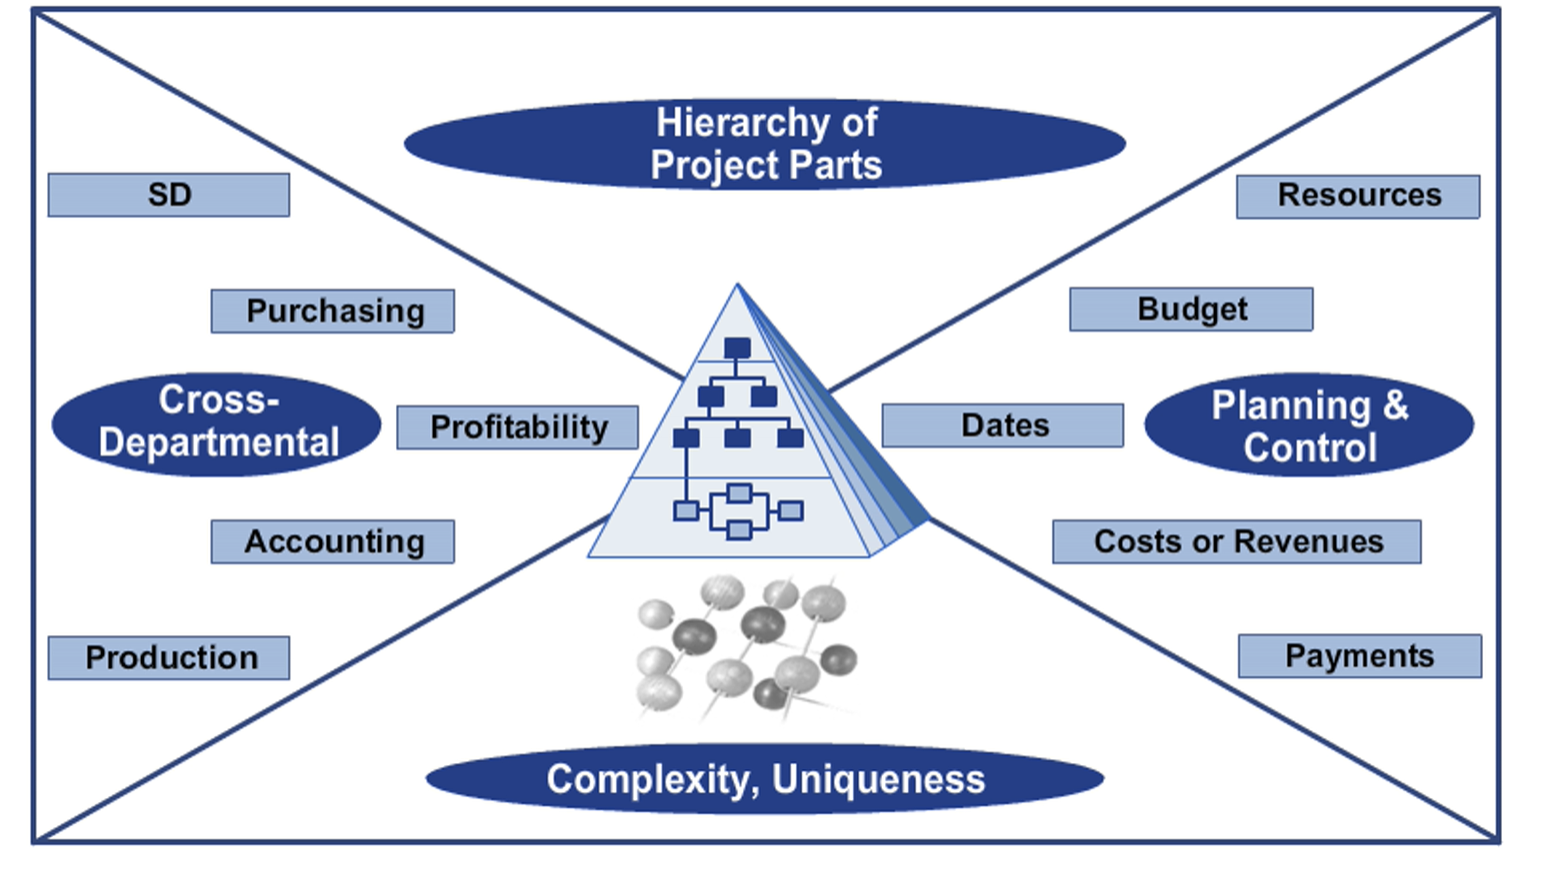 Hierarchy of
Project Parts
SD
Resources
Purchasing
Budget
Cross-
Departmental
Profitability
Dates
Planning &
Control
Accounting
Costs or Revenues
Production
Payments
Complexity, Uniqueness